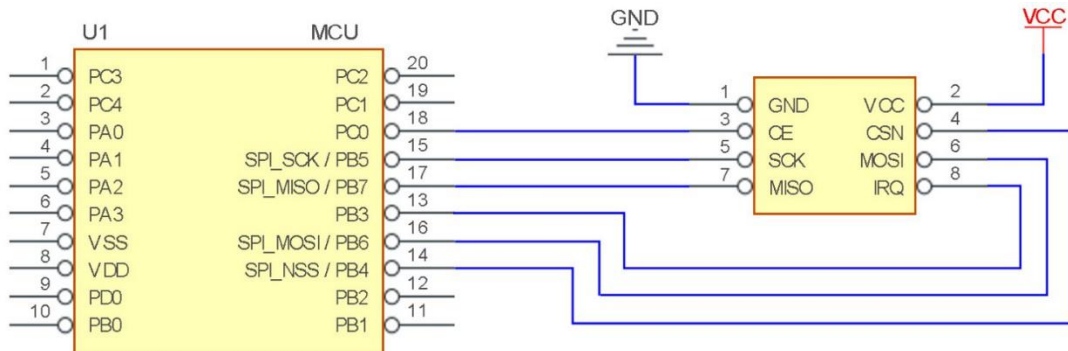 U1 MCU
1 PC3 PC2 20
2 PC4 PC1 19
3 PA0 PC0 18
4 PA1 SPI_SCK / PB5 15
5 PA2 SPI_MISO / PB7 17
6 PA3 PB3 13
7 VSS SPI_MOSI / PB6 16
8 VDD SPI_NSS / PB4 14
9 PD0 PB2 12
10 PB0 PB1 11
GND
VCC
1 GND VCC 2
3 CE CSN 4
5 SCK MOSI 6
7 MISO IRQ 8